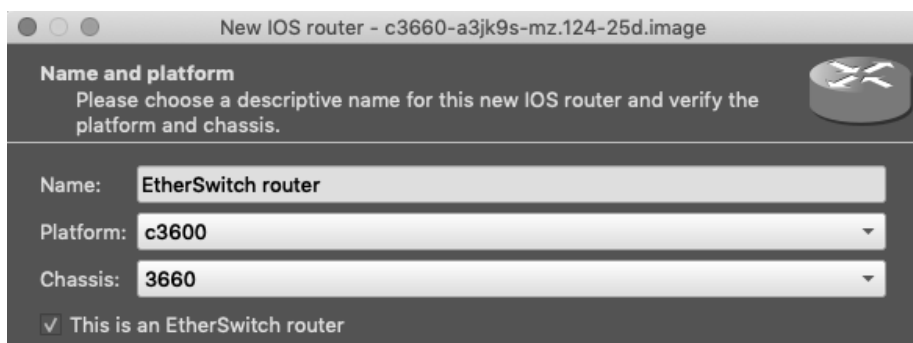 New IOS router - c3660-a3jk9s-mz.124-25d.image
Name and platform
Please choose a descriptive name for this new IOS router and verify the
platform and chassis.
Name: EtherSwitch router
Platform: c3600
Chassis: 3660
This is an EtherSwitch router